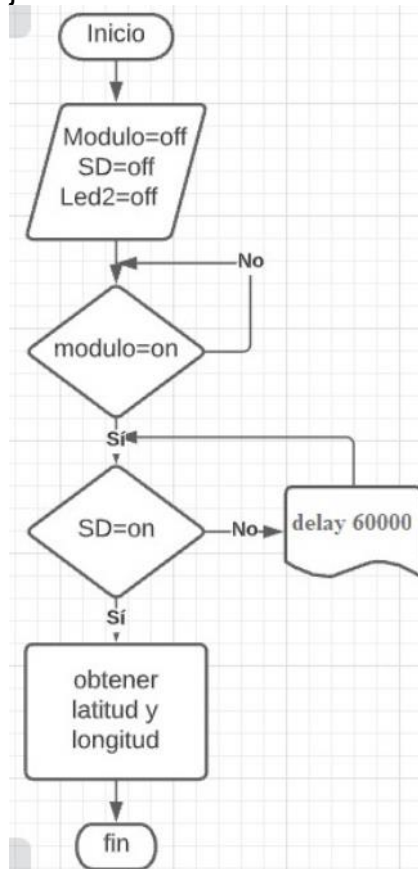 Inicio
Modulo=off
SD=off
Led2=off
No
modulo=on
Sí
SD=on
No
delay 60000
Sí
obtener
latitud y
longitud
fin